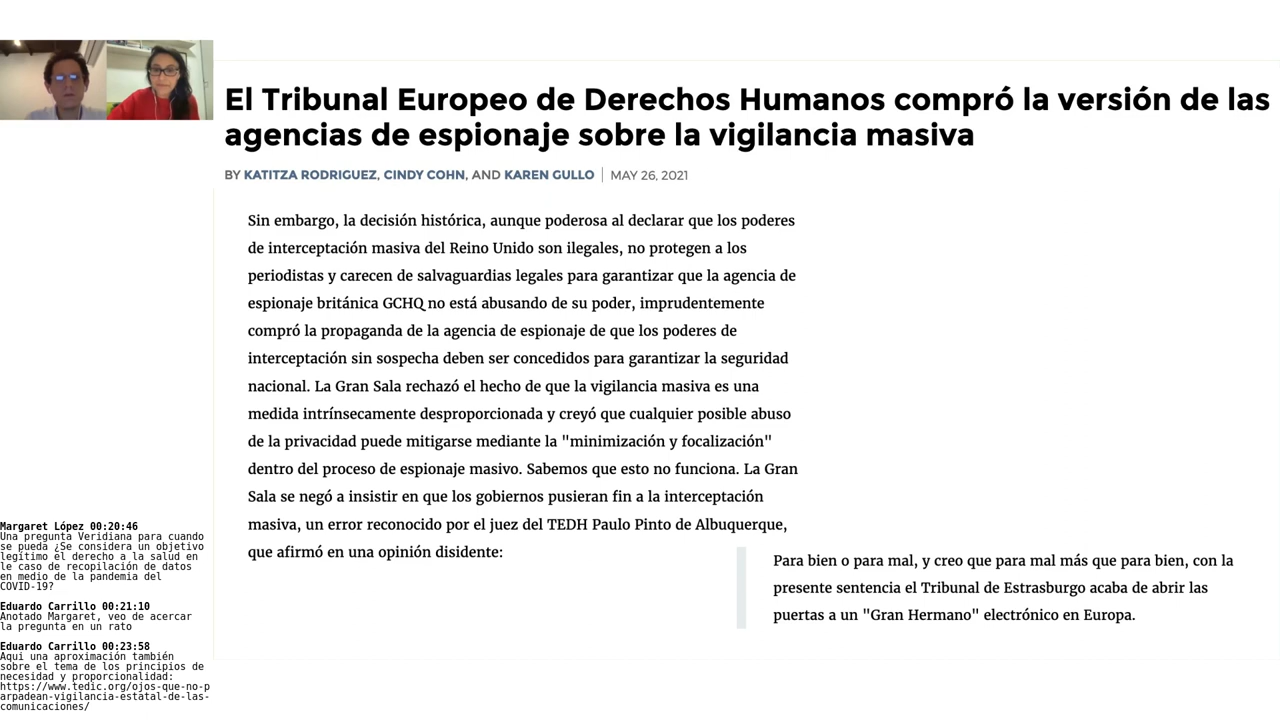 El Tribunal Europeo de Derechos Humanos compró la versión de las
agencias de espionaje sobre la vigilancia masiva
BY KATITZA RODRIGUEZ, CINDY COHN, AND KAREN GULLO | MAY 26, 2021
Sin embargo, la decisión histórica, aunque poderosa al declarar que los poderes
de interceptación masiva del Reino Unido son ilegales, no protegen a los
periodistas y carecen de salvaguardias legales para garantizar que la agencia de
espionaje británica GCHQ no está abusando de su poder, imprudentemente
compró la propaganda de la agencia de espionaje de que los poderes de
interceptación sin sospecha deben ser concedidos para garantizar la seguridad
nacional. La Gran Sala rechazó el hecho de que la vigilancia masiva es una
medida intrínsecamente desproporcionada y creyó que cualquier posible abuso
de la privacidad puede mitigarse mediante la "minimización y focalización"
dentro del proceso de espionaje masivo. Sabemos que esto no funciona. La Gran
Sala se negó a insistir en que los gobiernos pusieran fin a la interceptación
masiva, un error reconocido por el juez del TEDH Paulo Pinto de Albuquerque,
que afirmó en una opinión disidente:
Para bien o para mal, y creo que para mal más que para bien, con la
presente sentencia el Tribunal de Estrasburgo acaba de abrir las
puertas a un "Gran Hermano" electrónico en Europa.
Margaret López 00:20:46
Una pregunta Veridiana para cuando
se pueda ¿Se considera un objetivo
legítimo el derecho a la salud en
le caso de recopilación de datos
en medio de la pandemia del
COVID-19?
Eduardo Carrillo 00:21:10
Anotado Margaret, veo de acercar
la pregunta en un rato
Eduardo Carrillo 00:23:58
Aqui una aproximación también
sobre el tema de los principios de
necesidad y proporcionalidad:
https://www.tedic.org/ojos-que-no-p
arpadean-vigilancia-estatal-de-las-
comunicaciones/